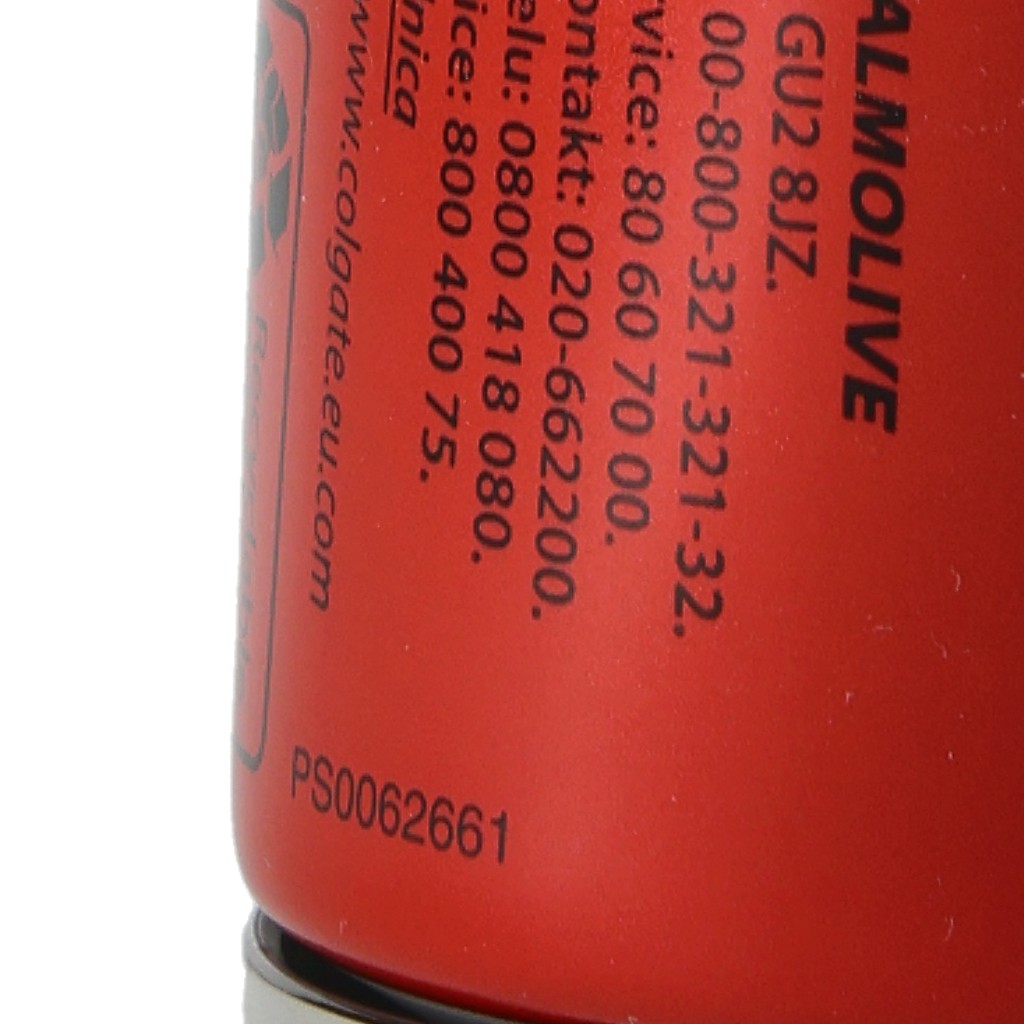 ALMOLIVE
GU2 8JZ.
00-800-321-321-32.
vice: 80 60 70 00.
ontakt: 020-662200.
elu: 0800 418 080.
ice: 800 400 75.
nica
www.colgate.eu.com
PS0062661